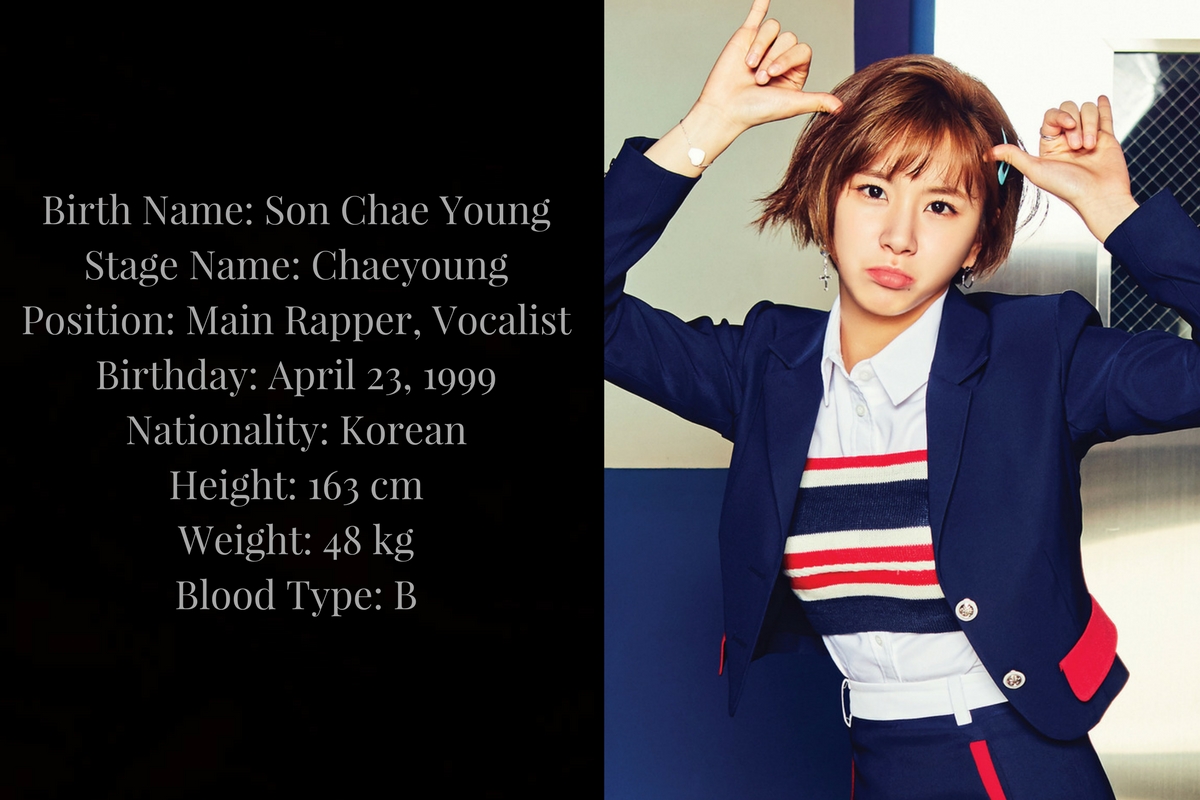 Birth Name: Son Chae Young
Stage Name: Chaeyoung
Position: Main Rapper, Vocalist
Birthday: April 23, 1999
Nationality: Korean
Height: 163 cm
Weight: 48 kg
Blood Type: B